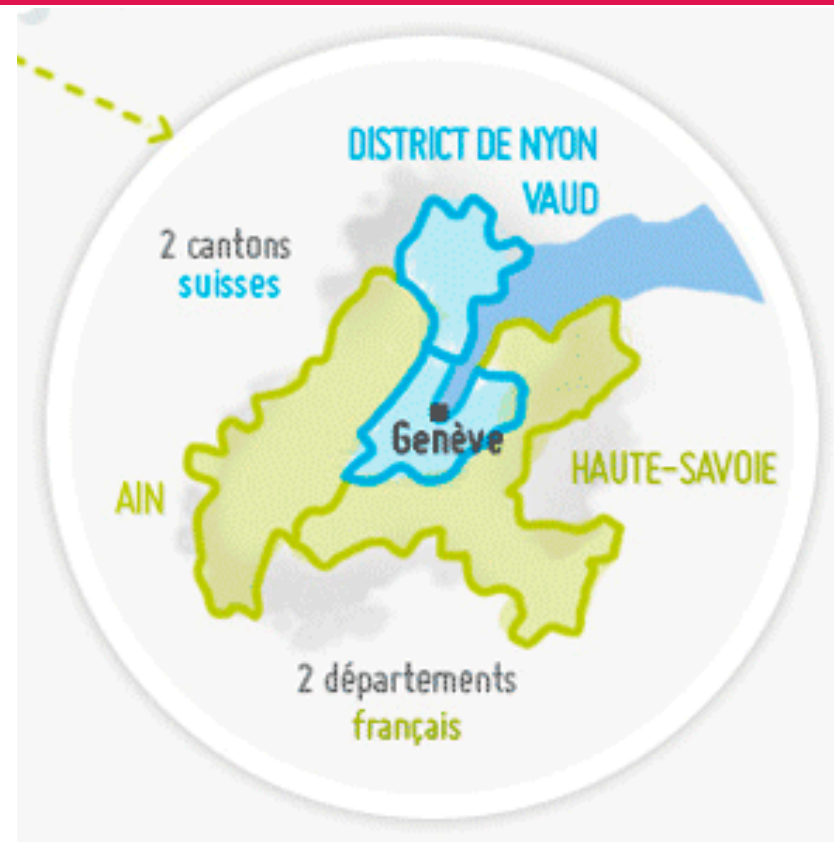 DISTRICT DE NYON
VAUD
2 cantons
suisses
Genève
HAUTE-SAVOIE
AIN
2 départements
français